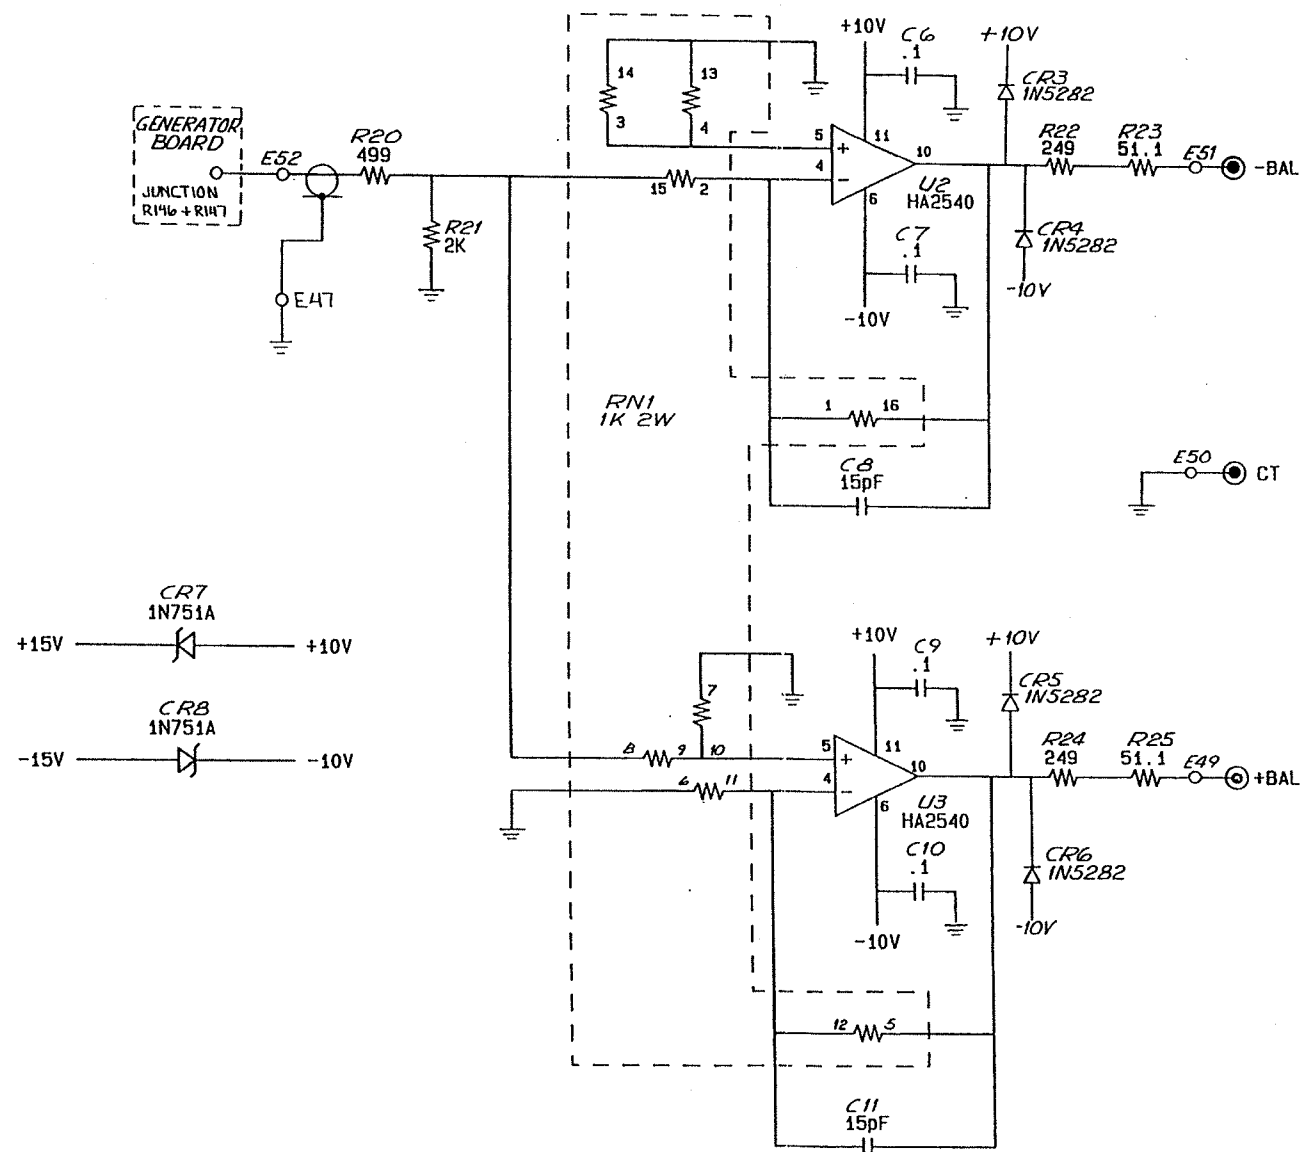 +10V
C6
.1
+10V
14
13
CR3
1N5282
3
4
GENERATOR
BOARD
E52
R20
499
5
+
11
4
-
10
R22
249
R23
51.1
E51
-BAL
JUNCTION
R146 + R147
15
2
6
U2
HA2540
R21
2K
C7
.1
CR4
1N5282
-10V
E47
-10V
RN1
1K 2W
1
16
C8
15pF
E50
CT
CR7
1N751A
+15V
+10V
+10V
C9
.1
+10V
7
CR5
1N5282
CR8
1N751A
-15V
-10V
8
9
10
5
+
11
6
11
4
-
10
R24
249
R25
51.1
E49
+BAL
6
U3
HA2540
C10
.1
CR6
1N5282
-10V
-10V
12
5
C11
15pF